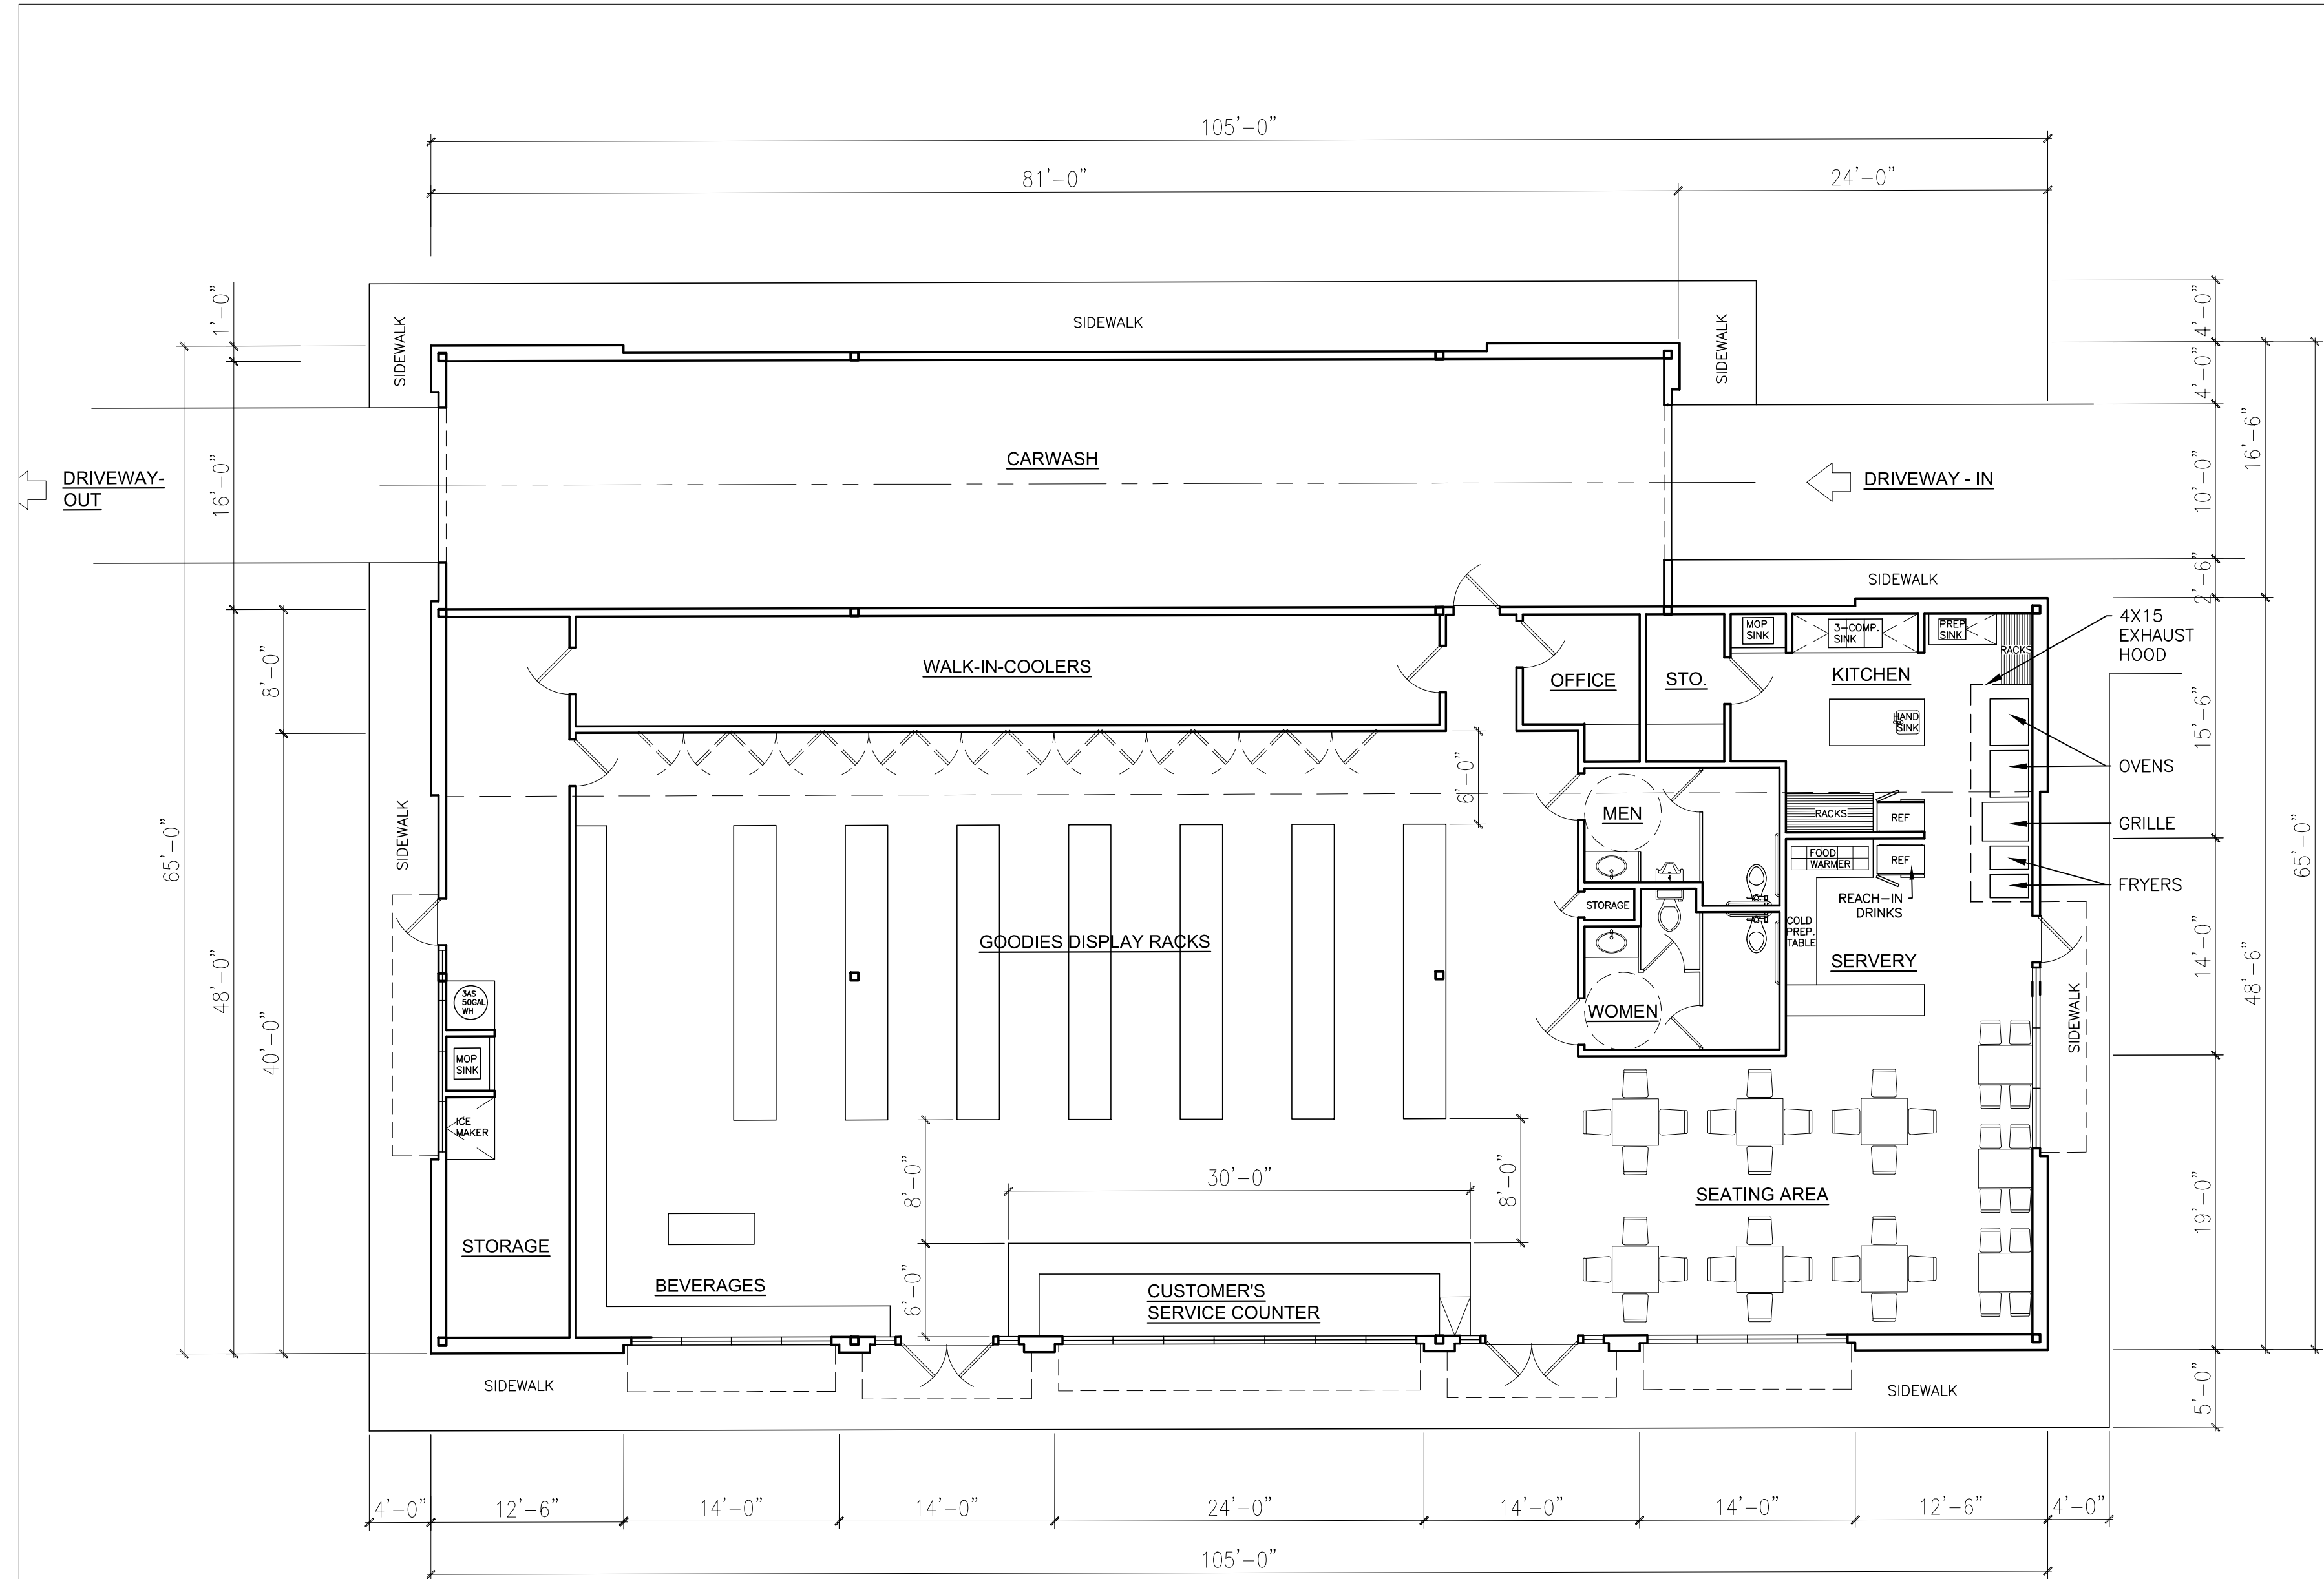 105'-0"
81'-0"
24'-0"
1'-0"
4'-0"
SIDEWALK
SIDEWALK
SIDEWALK
4'-0"
16'-6"
CARWASH
DRIVEWAY-
OUT
16'-0"
DRIVEWAY - IN
10'-0"
2'-6"
SIDEWALK
4X15
EXHAUST
HOOD
MOP
SINK
3-COMP.
SINK
PREP
SINK
RACKS
8'-0"
WALK-IN-COOLERS
OFFICE
STO.
KITCHEN
HAND
SINK
15'-6"
OVENS
6'-0"
MEN
RACKS
REF
GRILLE
65'-0"
SIDEWALK
65'-0"
FOOD
WARMER
REF
FRYERS
STORAGE
REACH-IN
DRINKS
COLD
PREP.
TABLE
GOODIES DISPLAY RACKS
SERVERY
14'-0"
48'-6"
48'-0"
3AS
50GAL
WH
WOMEN
SIDEWALK
40'-0"
MOP
SINK
ICE
MAKER
8'-0"
30'-0"
8'-0"
SEATING AREA
19'-0"
STORAGE
BEVERAGES
6'-0"
CUSTOMER'S
SERVICE COUNTER
SIDEWALK
SIDEWALK
5'-0"
4'-0"
12'-6"
14'-0"
14'-0"
24'-0"
14'-0"
14'-0"
12'-6"
4'-0"
105'-0"